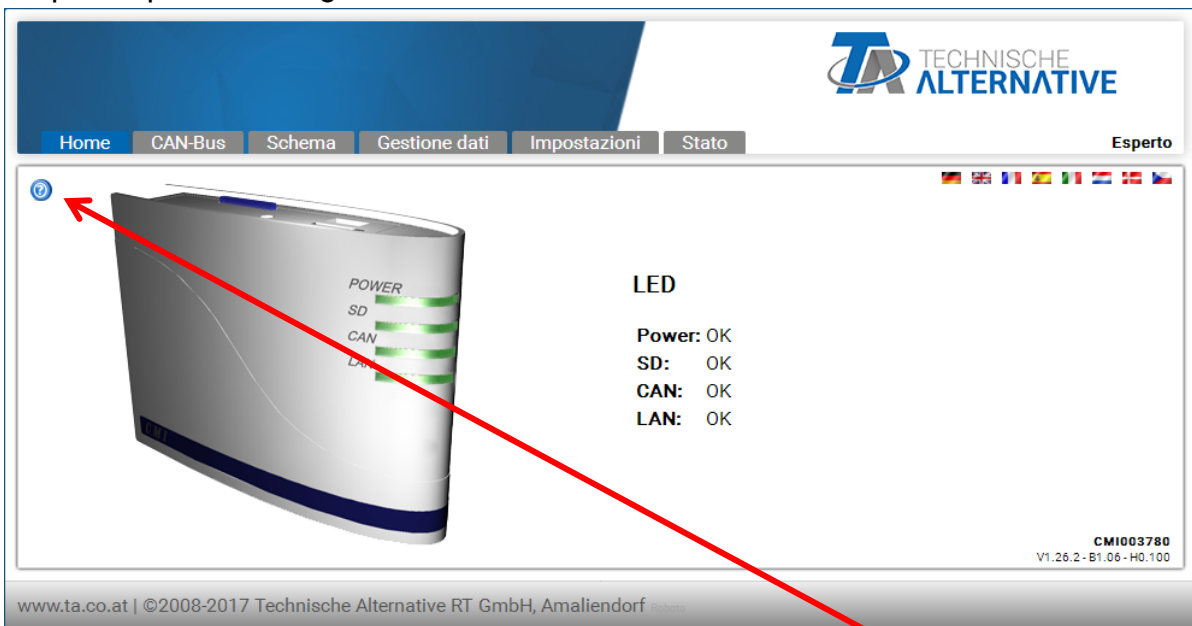 TECHNISCHE
ALTERNATIVE
Home CAN-Bus Schema Gestione dati Impostazioni Stato
Esperto
POWER
SD
CAN
LAN
CMI
LED
Power: OK
SD: OK
CAN: OK
LAN: OK
CMI003780
V1.26.2 - B1.06 - H0.100
www.ta.co.at | ©2008-2017 Technische Alternative RT GmbH, Amaliendorf Roboto